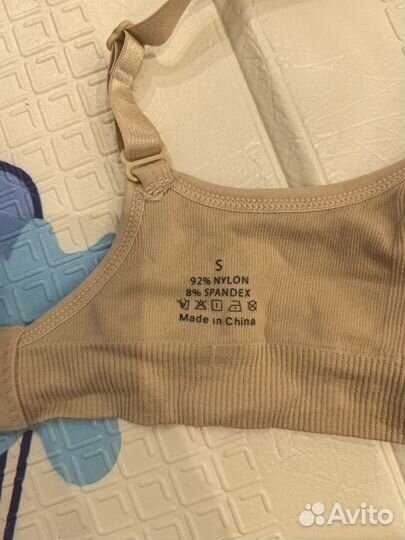 S
92% NYLON
8% SPANDEX
Made in China
Avito